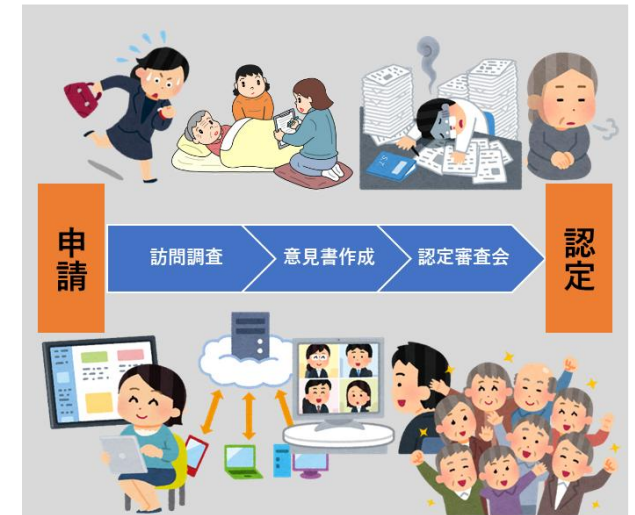 申請
訪問調査
意見書作成
認定審査会
認定